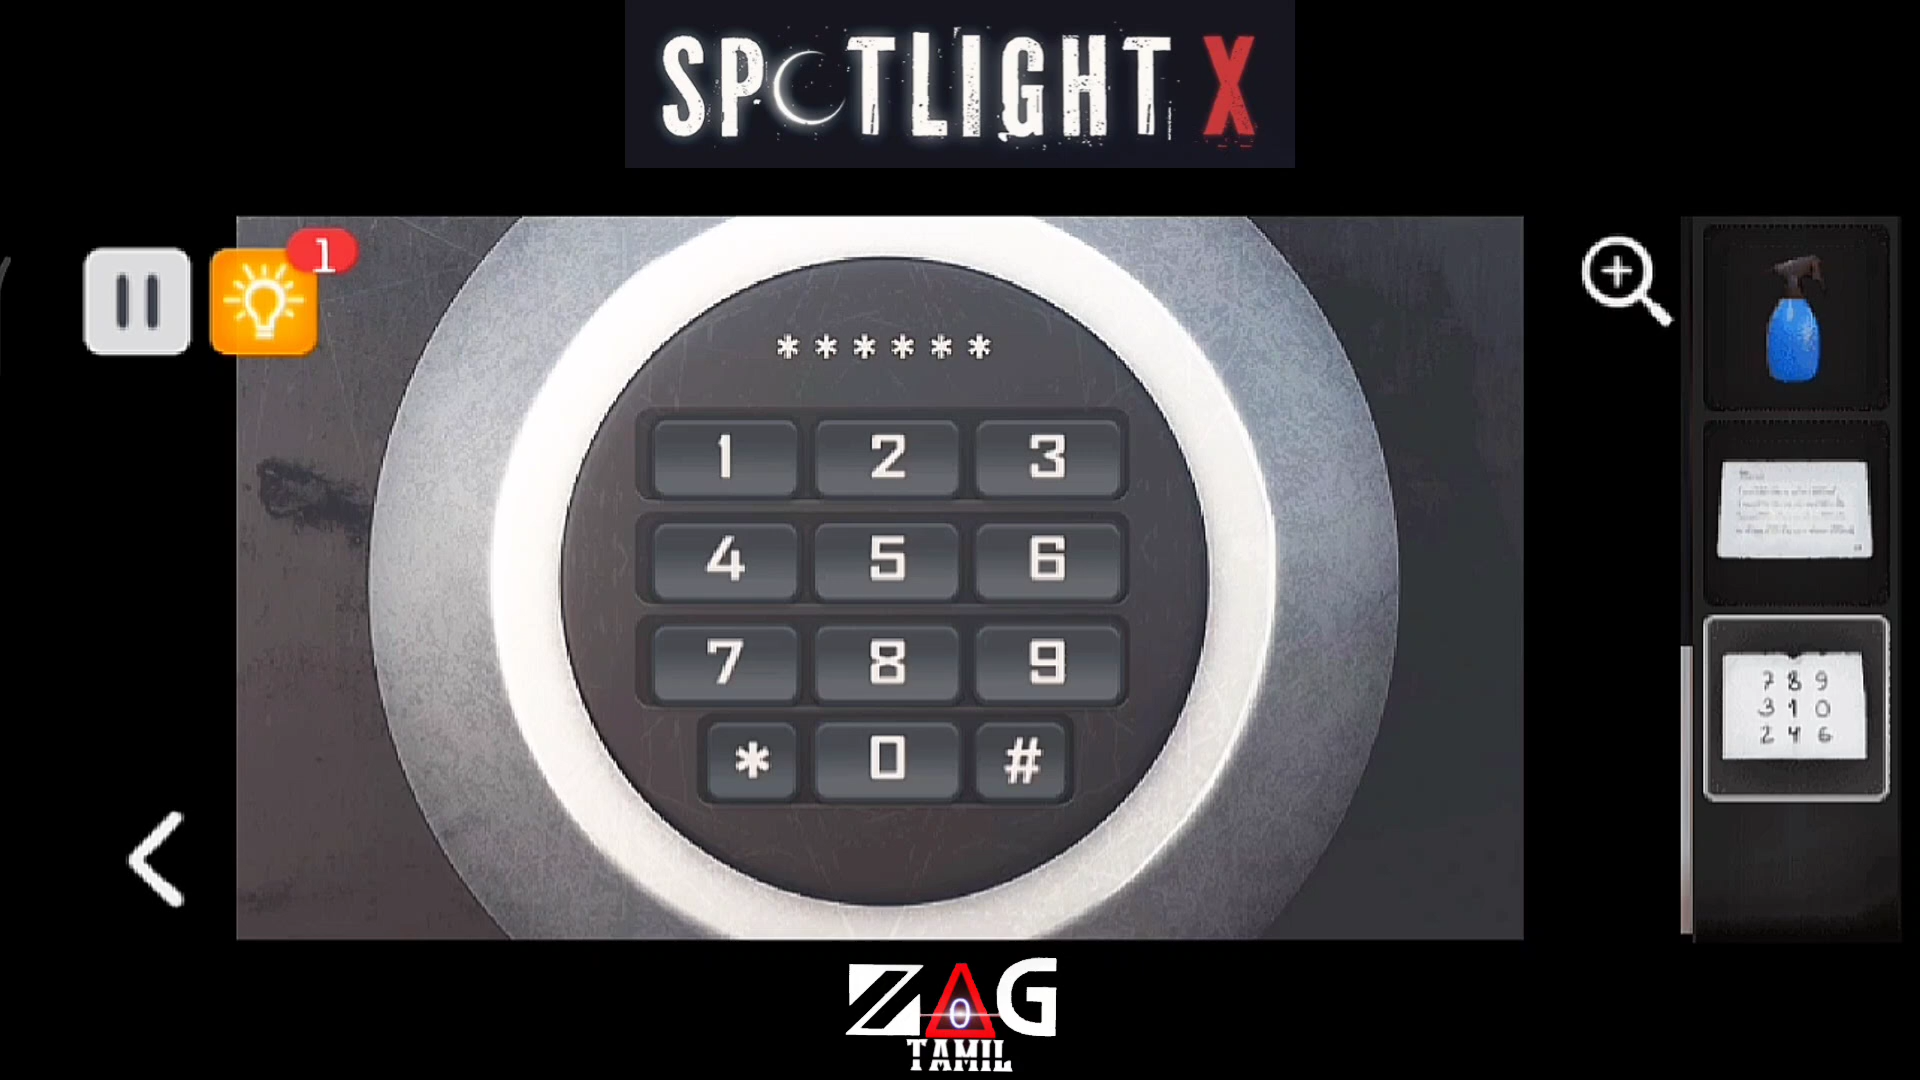 SPOTLIGHT X
1
******
1 2 3
4 5 6
7 8 9
* 0 #
7 8 9
3 1 0
2 4 6
ZAG
TAMIL